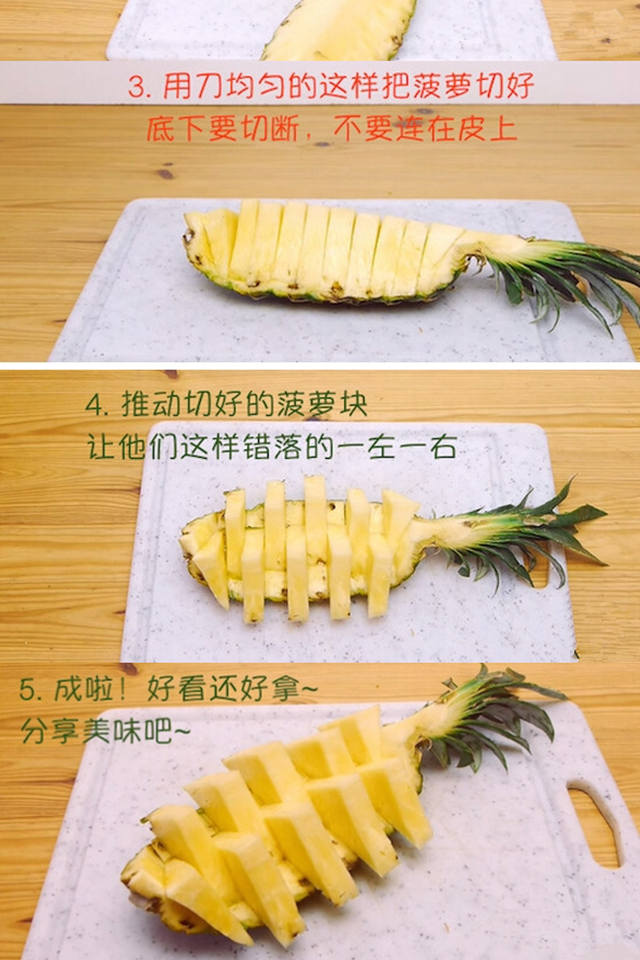 3. 用刀均匀的这样把菠萝切好
底下要切断，不要连在皮上
4. 推动切好的菠萝块
让他们这样错落的一左一右
5. 成啦！好看还好拿~
分享美味吧~